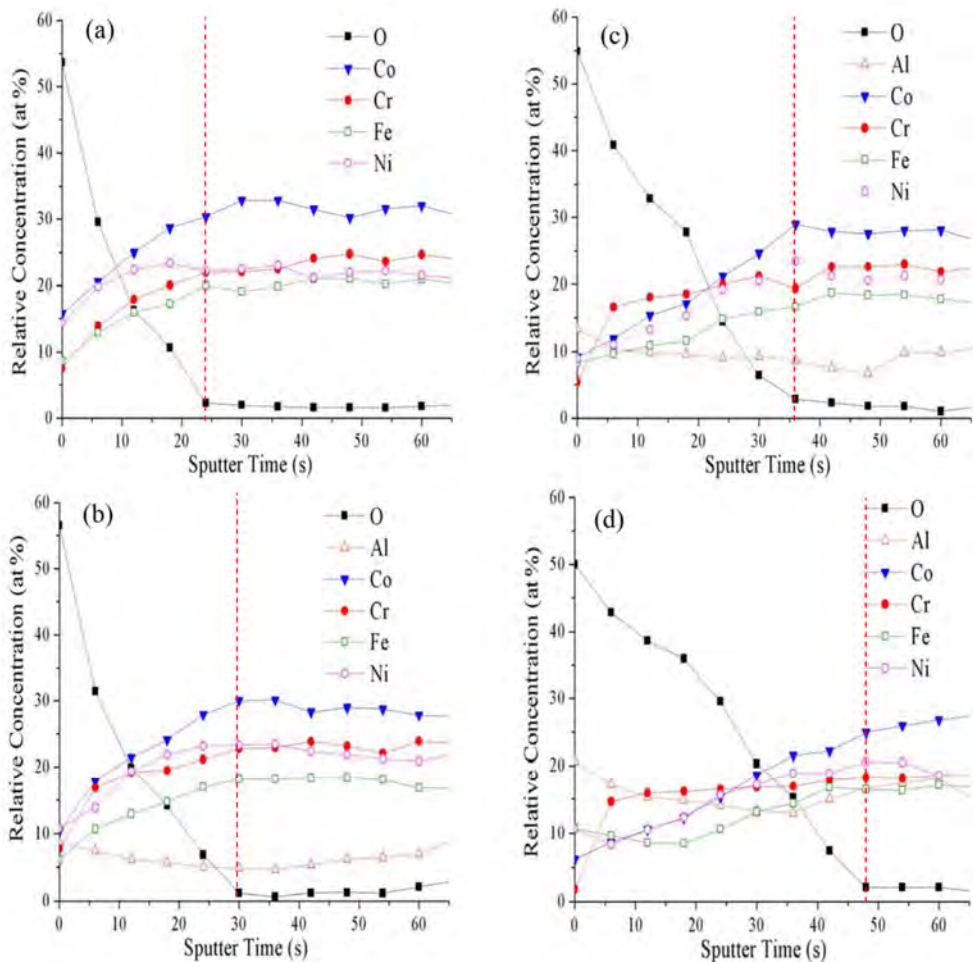 (a)
O
Co
Cr
Fe
Ni
60
50
40
30
20
10
0
Relative Concentration (at %)
0 10 20 30 40 50 60
Sputter Time (s)
(c)
O
Al
Co
Cr
Fe
Ni
60
50
40
30
20
10
0
Relative Concentration (at %)
0 10 20 30 40 50 60
Sputter Time (s)
(b)
O
Al
Co
Cr
Fe
Ni
60
50
40
30
20
10
0
Relative Concentration (at %)
0 10 20 30 40 50 60
Sputter Time (s)
(d)
O
Al
Co
Cr
Fe
Ni
60
50
40
30
20
10
0
Relative Concentration (at %)
0 10 20 30 40 50 60
Sputter Time (s)